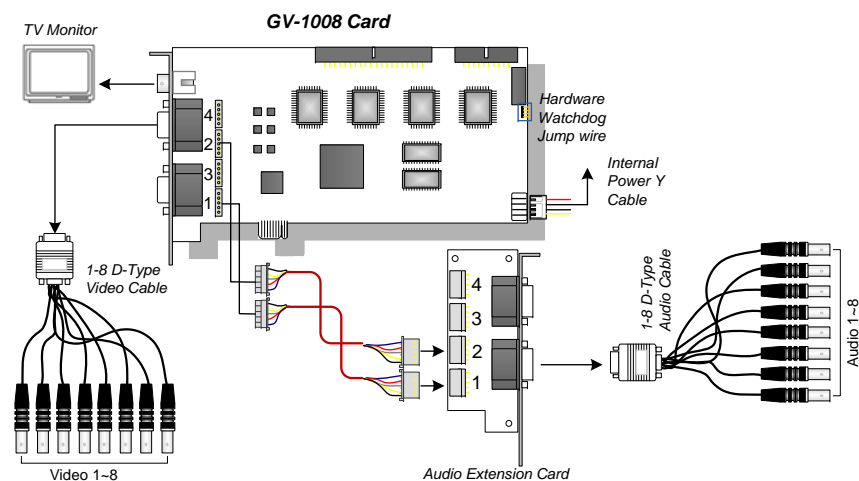 GV-1008 Card
TV Monitor
4
2
3
1
Hardware
Watchdog
Jump wire
Internal
Power Y
Cable
1-8 D-Type
Video Cable
4
3
2
1
1-8 D-Type
Audio Cable
Audio 1~8
Video 1~8
Audio Extension Card